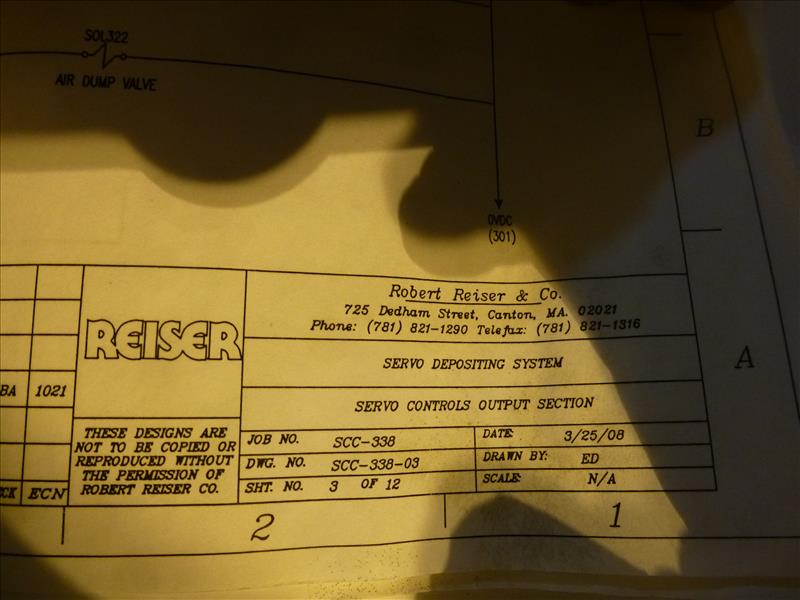 SOL322
AIR DUMP VALVE
B
0VDC
(301)
Robert Reiser & Co.
725 Dedham Street, Canton, MA. 02021
Phone: (781) 821-1290 Telefax: (781) 821-1316
REISER
SERVO DEPOSITING SYSTEM
A
BA 1021
SERVO CONTROLS OUTPUT SECTION
THESE DESIGNS ARE
NOT TO BE COPIED OR
REPRODUCED WITHOUT
THE PERMISSION OF
ROBERT REISER CO.
JOB NO. SCC-338
DATE: 3/25/08
DWG. NO. SCC-338-03
DRAWN BY: ED
SHT. NO. 3 OF 12
SCALE: N/A
CK ECN
2 1